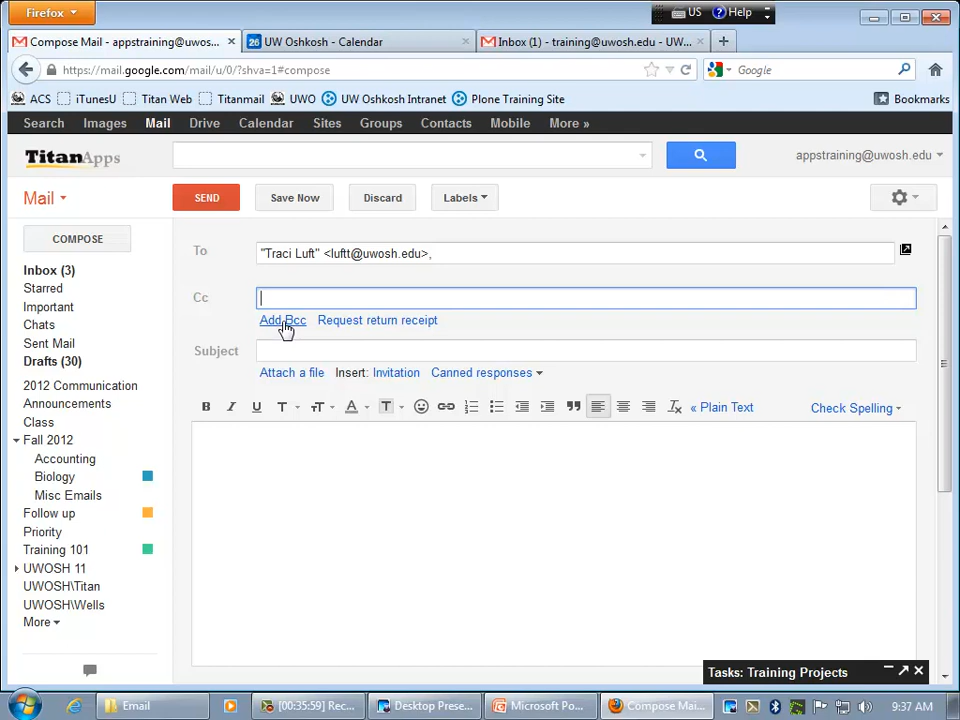 Firefox
US Help
Compose Mail - appstraining@uwos...
UW Oshkosh - Calendar
Inbox (1) - training@uwosh.edu - UW...
https://mail.google.com/mail/u/0/?shva=1#compose
Google
ACS iTunesU Titan Web Titanmail UWO UW Oshkosh Intranet Plone Training Site Bookmarks
Search Images Mail Drive Calendar Sites Groups Contacts Mobile More »
TitanApps
appstraining@uwosh.edu
Mail
SEND Save Now Discard Labels
COMPOSE
Inbox (3)
Starred
Important
Chats
Sent Mail
Drafts (30)
2012 Communication
Announcements
Class
Fall 2012
Accounting
Biology
Misc Emails
Follow up
Priority
Training 101
UWOSH 11
UWOSH\Titan
UWOSH\Wells
More
To "Traci Luft" <luftt@uwosh.edu>,
Cc
Add Bcc Request return receipt
Subject
Attach a file Insert: Invitation Canned responses
B I U T T A T « Plain Text Check Spelling
Tasks: Training Projects
Email
[00:35:59] Rec...
Desktop Prese...
Microsoft Po...
Compose Mai...
9:37 AM